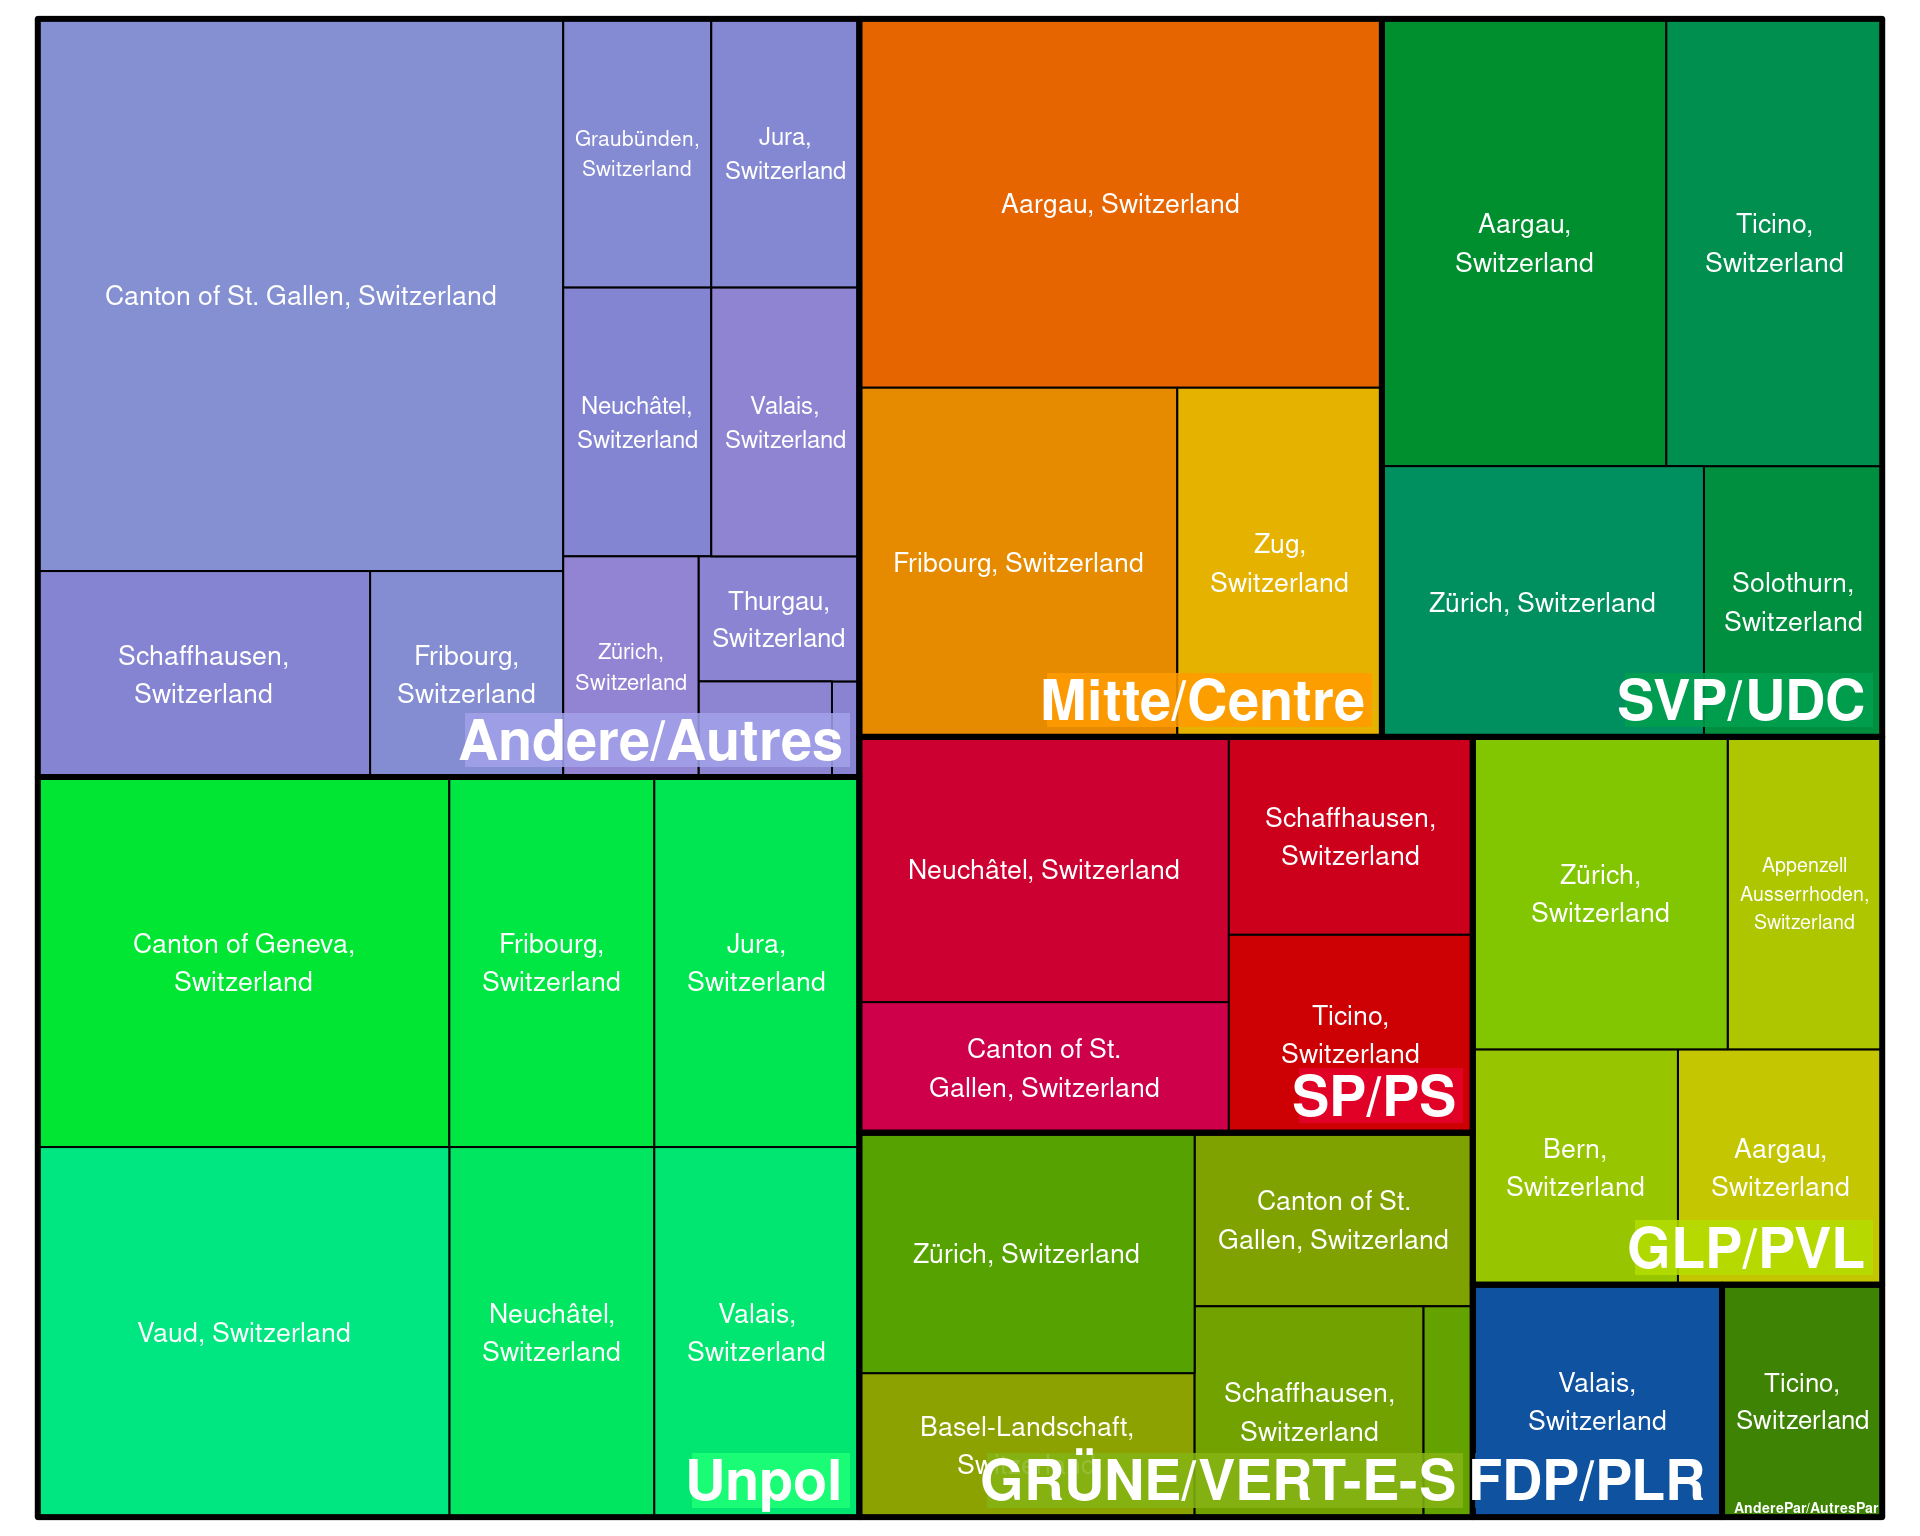 Canton of St. Gallen, Switzerland
Graubünden,
Switzerland
Jura,
Switzerland
Neuchâtel,
Switzerland
Valais,
Switzerland
Schaffhausen,
Switzerland
Fribourg,
Switzerland
Zürich,
Switzerland
Thurgau,
Switzerland
Andere/Autres
Canton of Geneva,
Switzerland
Fribourg,
Switzerland
Jura,
Switzerland
Vaud, Switzerland
Neuchâtel,
Switzerland
Valais,
Switzerland
Unpol
Aargau, Switzerland
Fribourg, Switzerland
Zug,
Switzerland
Mitte/Centre
Aargau,
Switzerland
Ticino,
Switzerland
Zürich, Switzerland
Solothurn,
Switzerland
SVP/UDC
Neuchâtel, Switzerland
Schaffhausen,
Switzerland
Canton of St.
Gallen, Switzerland
Ticino,
Switzerland
SP/PS
Zürich, Switzerland
Canton of St.
Gallen, Switzerland
Basel-Landschaft,
Switzerland
Schaffhausen,
Switzerland
GRÜNE/VERT-E-S
Zürich,
Switzerland
Appenzell
Ausserrhoden,
Switzerland
Bern,
Switzerland
Aargau,
Switzerland
GLP/PVL
Valais,
Switzerland
FDP/PLR
Ticino,
Switzerland
AnderePar/AutresPar